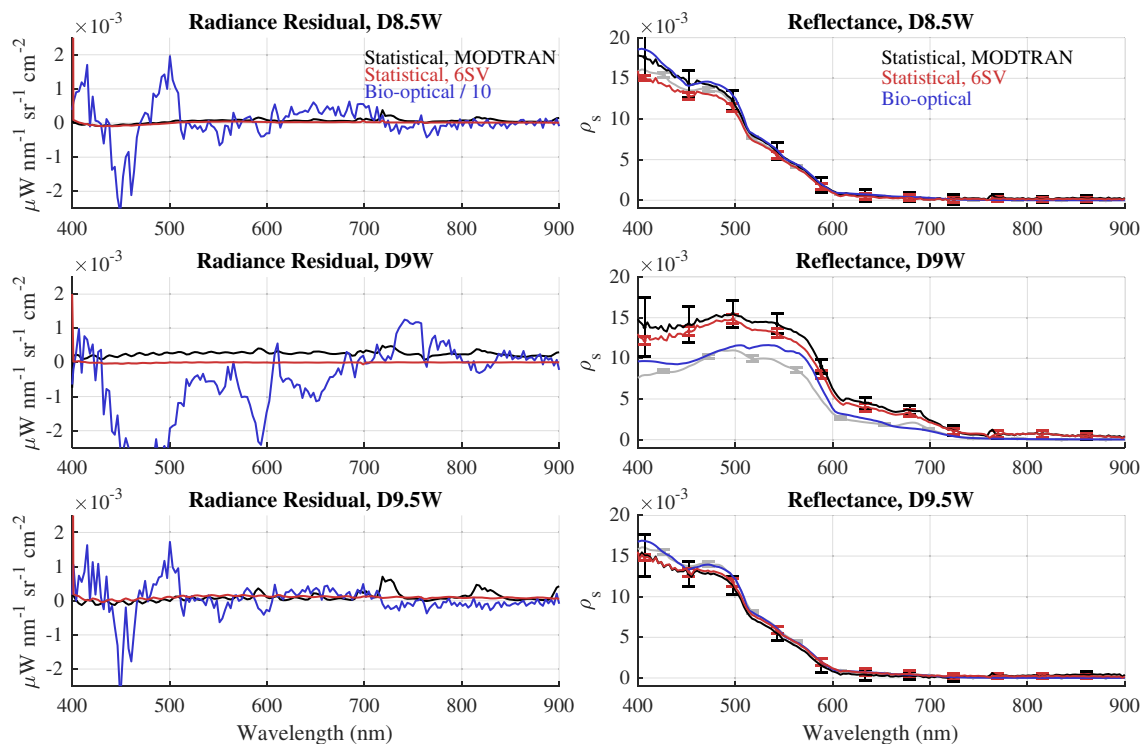 Radiance Residual, D8.5W
×10⁻³
2
1
0
-1
-2
μW nm⁻¹ sr⁻¹ cm⁻²
Statistical, MODTRAN
Statistical, 6SV
Bio-optical / 10
400 500 600 700 800 900
Reflectance, D8.5W
×10⁻³
20
15
10
5
0
ρs
Statistical, MODTRAN
Statistical, 6SV
Bio-optical
400 500 600 700 800 900
Radiance Residual, D9W
×10⁻³
2
1
0
-1
-2
μW nm⁻¹ sr⁻¹ cm⁻²
400 500 600 700 800 900
Reflectance, D9W
×10⁻³
20
15
10
5
0
ρs
400 500 600 700 800 900
Radiance Residual, D9.5W
×10⁻³
2
1
0
-1
-2
μW nm⁻¹ sr⁻¹ cm⁻²
400 500 600 700 800 900
Wavelength (nm)
Reflectance, D9.5W
×10⁻³
20
15
10
5
0
ρs
400 500 600 700 800 900
Wavelength (nm)